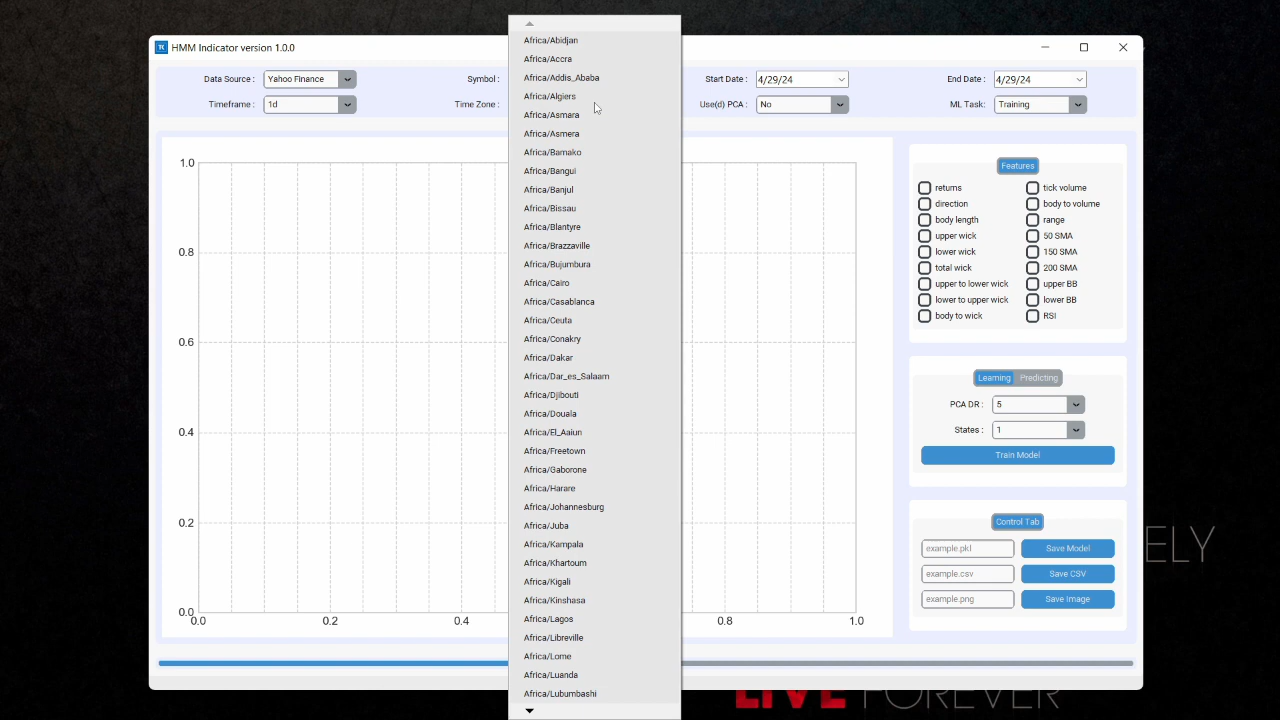 HMM Indicator version 1.0.0
Data Source :
Yahoo Finance
Symbol :
Start Date :
4/29/24
End Date :
4/29/24
Timeframe :
1d
Time Zone :
Use(d) PCA :
No
ML Task:
Training
Africa/Abidjan
Africa/Accra
Africa/Addis_Ababa
Africa/Algiers
Africa/Asmara
Africa/Asmera
Africa/Bamako
Africa/Bangui
Africa/Banjul
Africa/Bissau
Africa/Blantyre
Africa/Brazzaville
Africa/Bujumbura
Africa/Cairo
Africa/Casablanca
Africa/Ceuta
Africa/Conakry
Africa/Dakar
Africa/Dar_es_Salaam
Africa/Djibouti
Africa/Douala
Africa/El_Aaiun
Africa/Freetown
Africa/Gaborone
Africa/Harare
Africa/Johannesburg
Africa/Juba
Africa/Kampala
Africa/Khartoum
Africa/Kigali
Africa/Kinshasa
Africa/Lagos
Africa/Libreville
Africa/Lome
Africa/Luanda
Africa/Lubumbashi
1.0
0.8
0.6
0.4
0.2
0.0
0.0
0.2
0.4
0.8
1.0
Features
returns
tick volume
direction
body to volume
body length
range
upper wick
50 SMA
lower wick
150 SMA
total wick
200 SMA
upper to lower wick
upper BB
lower to upper wick
lower BB
body to wick
RSI
Learning
Predicting
PCA DR :
5
States :
1
Train Model
Control Tab
example.pkl
Save Model
example.csv
Save CSV
example.png
Save Image
ELY
LIVE FOREVER